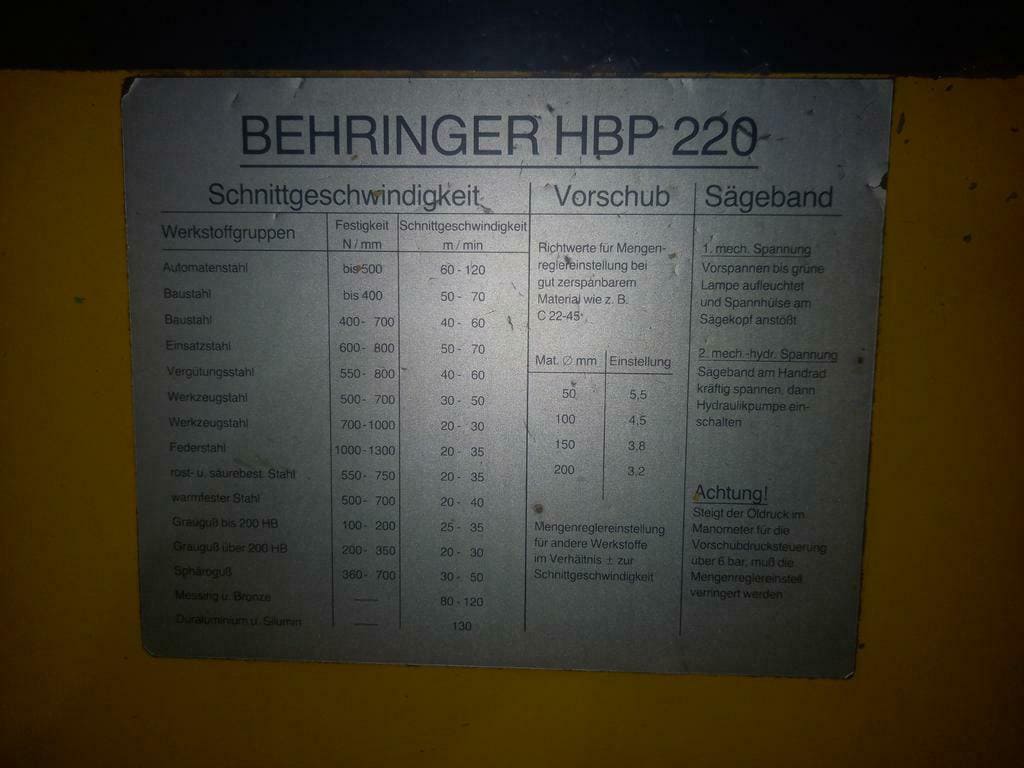 BEHRINGER HBP 220
Schnittgeschwindigkeit
Werkstoffgruppen Festigkeit N/mm Schnittgeschwindigkeit m/min
Automatenstahl bis 500 60 - 120
Baustahl bis 400 50 - 70
Baustahl 400- 700 40 - 60
Einsatzstahl 600 - 800 50 - 70
Vergütungsstahl 550- 800 40 - 60
Werkzeugstahl 500 - 700 30 - 50
Werkzeugstahl 700-1000 20 - 30
Federstahl 1000-1300 20 - 35
rost- u. säurebest. Stahl 550 - 750 20 - 35
warmfester Stahl 500 - 700 20 - 40
Grauguß bis 200 HB 100 - 200 25 - 35
Grauguß über 200 HB 200 - 350 20 - 30
Sphäroguß 360- 700 30 - 50
Messing u. Bronze — 80 - 120
Duraluminium u. Silumin — 130
Vorschub
Richtwerte für Mengen-
reglereinstellung bei
gut zerspanbarem
Material wie z. B.
C 22-45
Mat. ∅ mm Einstellung
50 5,5
100 4,5
150 3,8
200 3,2
Mengenreglereinstellung
für andere Werkstoffe
im Verhältnis ± zur
Schnittgeschwindigkeit
Sägeband
1. mech. Spannung
Vorspannen bis grüne
Lampe aufleuchtet
und Spannhülse am
Sägekopf anstößt
2. mech.-hydr. Spannung
Sägeband am Handrad
kräftig spannen, dann
Hydraulikpumpe ein-
schalten
Achtung!
Steigt der Öldruck im
Manometer für die
Vorschubdrucksteuerung
über 6 bar, muß die
Mengenreglereinstell
verringert werden